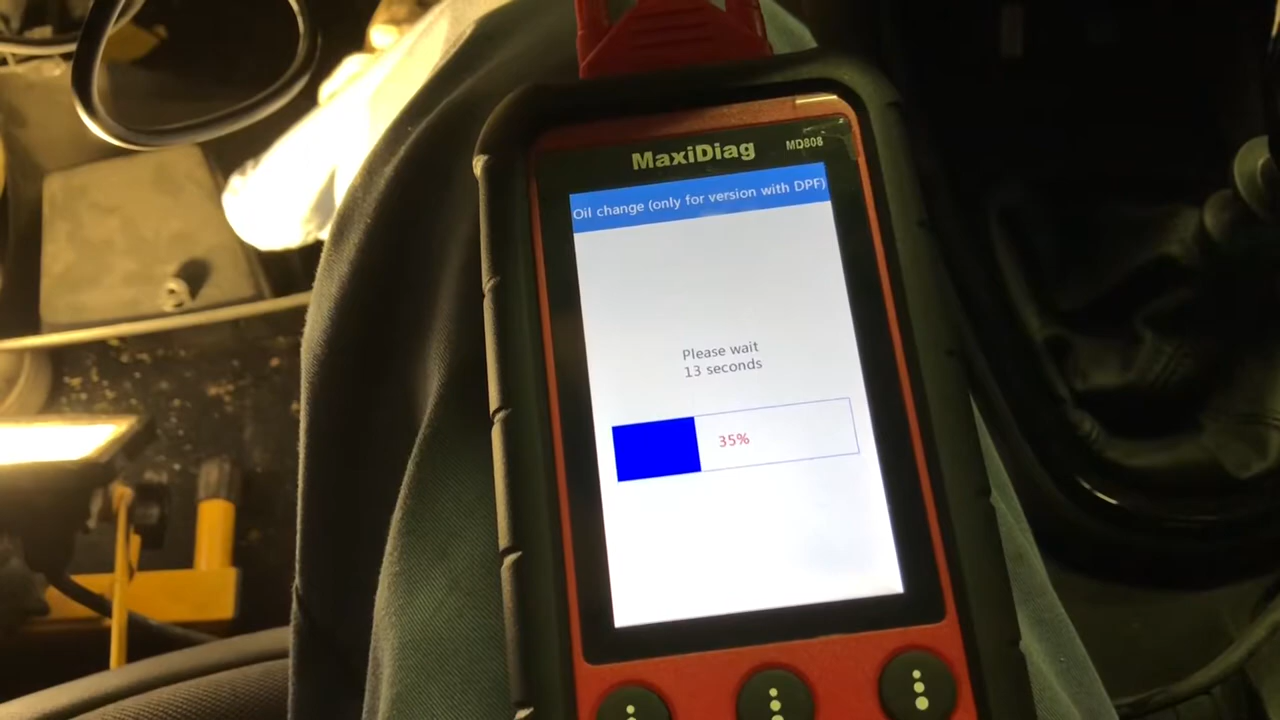 MaxiDiag MD808
Oil change (only for version with DPF)
Please wait
13 seconds
35%